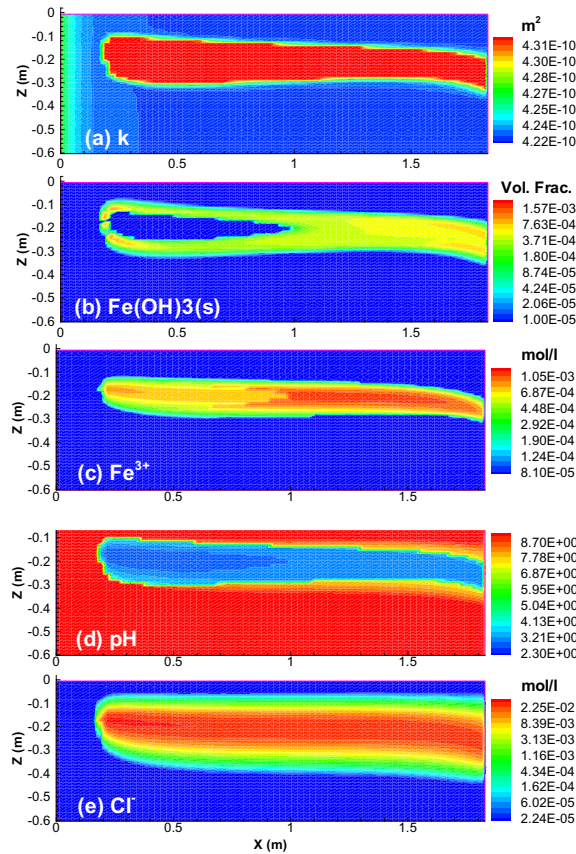 m²
0
-0.1
-0.2
-0.3
-0.4
-0.5
-0.6
Z (m)
(a) k
0.5
1
1.5
4.31E-10
4.30E-10
4.28E-10
4.27E-10
4.25E-10
4.24E-10
4.22E-10
Vol. Frac.
0
-0.1
-0.2
-0.3
-0.4
-0.5
-0.6
Z (m)
(b) Fe(OH)3(s)
0.5
1
1.5
1.57E-03
7.63E-04
3.71E-04
1.80E-04
8.74E-05
4.24E-05
2.06E-05
1.00E-05
mol/l
0
-0.1
-0.2
-0.3
-0.4
-0.5
-0.6
Z (m)
(c) Fe³⁺
0
0.5
1
1.5
1.05E-03
6.87E-04
4.48E-04
2.92E-04
1.90E-04
1.24E-04
8.10E-05
-0.1
-0.2
-0.3
-0.4
-0.5
-0.6
Z (m)
(d) pH
0
0.5
1
1.5
8.70E+00
7.78E+00
6.87E+00
5.95E+00
5.04E+00
4.13E+00
3.21E+00
2.30E+00
mol/l
0
-0.1
-0.2
-0.3
-0.4
-0.5
-0.6
Z (m)
(e) Cl⁻
0
0.5
1
1.5
X (m)
2.25E-02
8.39E-03
3.13E-03
1.16E-03
4.34E-04
1.62E-04
6.02E-05
2.24E-05